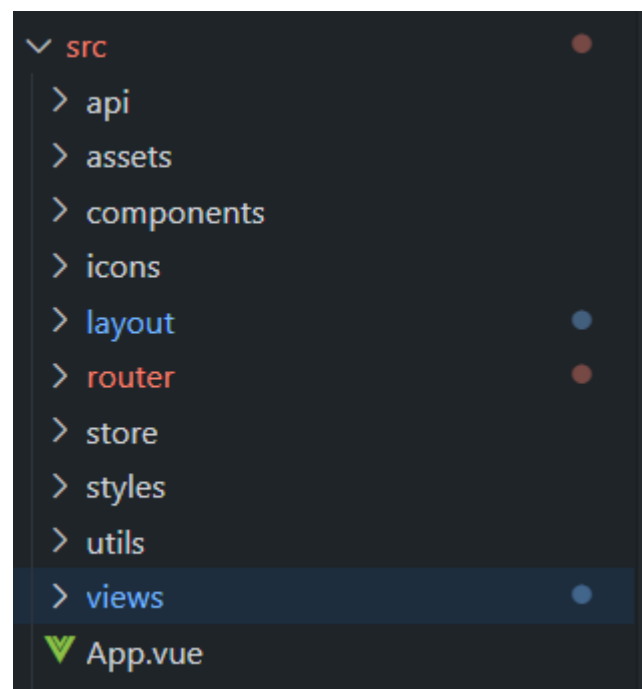 src
api
assets
components
icons
layout
router
store
styles
utils
views
App.vue